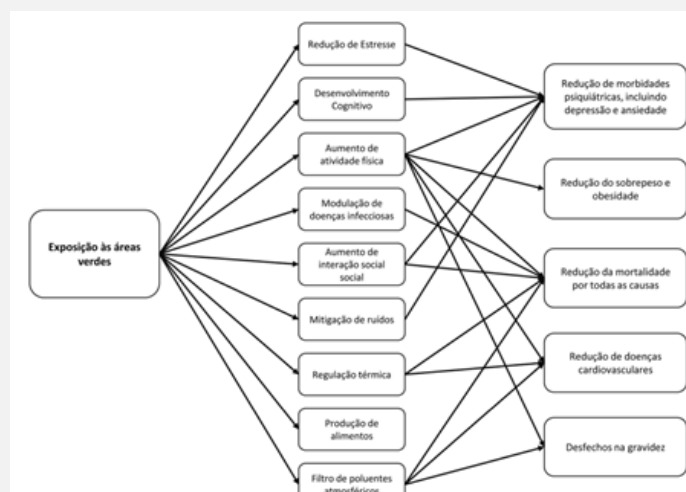 Exposição às áreas
verdes
Redução de Estresse
Desenvolvimento
Cognitivo
Aumento de
atividade física
Modulação de
doenças infecciosas
Aumento de
interação social
social
Mitigação de ruídos
Regulação térmica
Produção de
alimentos
Filtro de poluentes
atmosféricos
Redução de morbidades
psiquiátricas, incluindo
depressão e ansiedade
Redução do sobrepeso e
obesidade
Redução da mortalidade
por todas as causas
Redução de doenças
cardiovasculares
Desfechos na gravidez